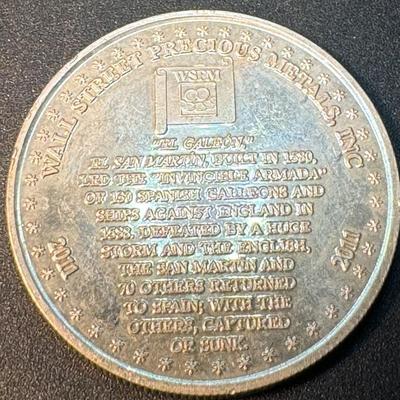 WALL STREET PRECIOUS METALS, INC
WSPM
"EL GALEÓN,"
EL SAN MARTIN, BUILT IN 1580,
LED THE "INVINCIBLE ARMADA"
OF 130 SPANISH GALLEONS AND
SHIPS AGAINST ENGLAND IN
1588. DEFEATED BY A HUGE
STORM AND THE ENGLISH,
THE SAN MARTIN AND
70 OTHERS RETURNED
TO SPAIN; WITH THE
OTHERS, CAPTURED
OR SUNK.
2011
2011